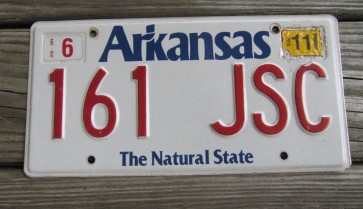 6 Arkansas 11
161 JSC
The Natural State